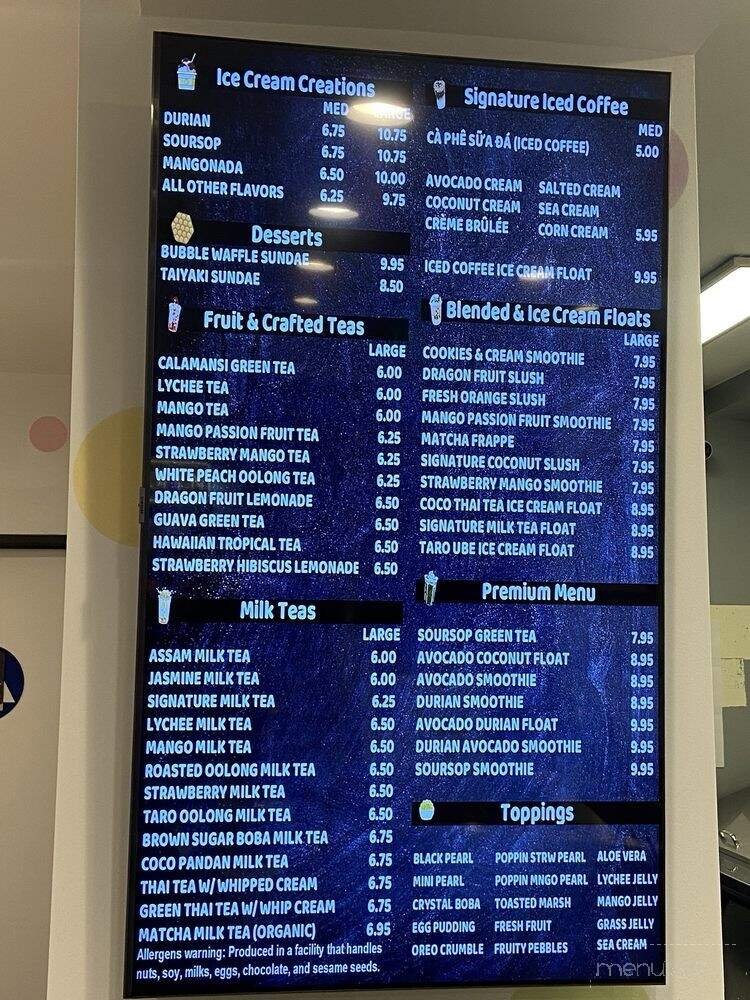 Ice Cream Creations
MED LARGE
DURIAN 6.75 10.75
SOURSOP 6.75 10.75
MANGONADA 6.50 10.00
ALL OTHER FLAVORS 6.25 9.75
Desserts
BUBBLE WAFFLE SUNDAE 9.95
TAIYAKI SUNDAE 8.50
Fruit & Crafted Teas
LARGE
CALAMANSI GREEN TEA 6.00
LYCHEE TEA 6.00
MANGO TEA 6.00
MANGO PASSION FRUIT TEA 6.25
STRAWBERRY MANGO TEA 6.25
WHITE PEACH OOLONG TEA 6.25
DRAGON FRUIT LEMONADE 6.50
GUAVA GREEN TEA 6.50
HAWAIIAN TROPICAL TEA 6.50
STRAWBERRY HIBISCUS LEMONADE 6.50
Milk Teas
LARGE
ASSAM MILK TEA 6.00
JASMINE MILK TEA 6.00
SIGNATURE MILK TEA 6.25
LYCHEE MILK TEA 6.50
MANGO MILK TEA 6.50
ROASTED OOLONG MILK TEA 6.50
STRAWBERRY MILK TEA 6.50
TARO OOLONG MILK TEA 6.50
BROWN SUGAR BOBA MILK TEA 6.75
COCO PANDAN MILK TEA 6.75
THAI TEA W/ WHIPPED CREAM 6.75
GREEN THAI TEA W/ WHIP CREAM 6.75
MATCHA MILK TEA (ORGANIC) 6.95
Allergens warning: Produced in a facility that handles
nuts, soy, milks, eggs, chocolate, and sesame seeds.
Signature Iced Coffee
MED
CÀ PHÊ SỮA ĐÁ (ICED COFFEE) 5.00
AVOCADO CREAM SALTED CREAM
COCONUT CREAM SEA CREAM
CRÈME BRÛLÉE CORN CREAM 5.95
ICED COFFEE ICE CREAM FLOAT 9.95
Blended & Ice Cream Floats
LARGE
COOKIES & CREAM SMOOTHIE 7.95
DRAGON FRUIT SLUSH 7.95
FRESH ORANGE SLUSH 7.95
MANGO PASSION FRUIT SMOOTHIE 7.95
MATCHA FRAPPE 7.95
SIGNATURE COCONUT SLUSH 7.95
STRAWBERRY MANGO SMOOTHIE 7.95
COCO THAI TEA ICE CREAM FLOAT 8.95
SIGNATURE MILK TEA FLOAT 8.95
TARO UBE ICE CREAM FLOAT 8.95
Premium Menu
SOURSOP GREEN TEA 7.95
AVOCADO COCONUT FLOAT 8.95
AVOCADO SMOOTHIE 8.95
DURIAN SMOOTHIE 8.95
AVOCADO DURIAN FLOAT 9.95
DURIAN AVOCADO SMOOTHIE 9.95
SOURSOP SMOOTHIE 9.95
Toppings
BLACK PEARL POPPIN STRW PEARL ALOE VERA
MINI PEARL POPPIN MNGO PEARL LYCHEE JELLY
CRYSTAL BOBA TOASTED MARSH MANGO JELLY
EGG PUDDING FRESH FRUIT GRASS JELLY
OREO CRUMBLE FRUITY PEBBLES SEA CREAM